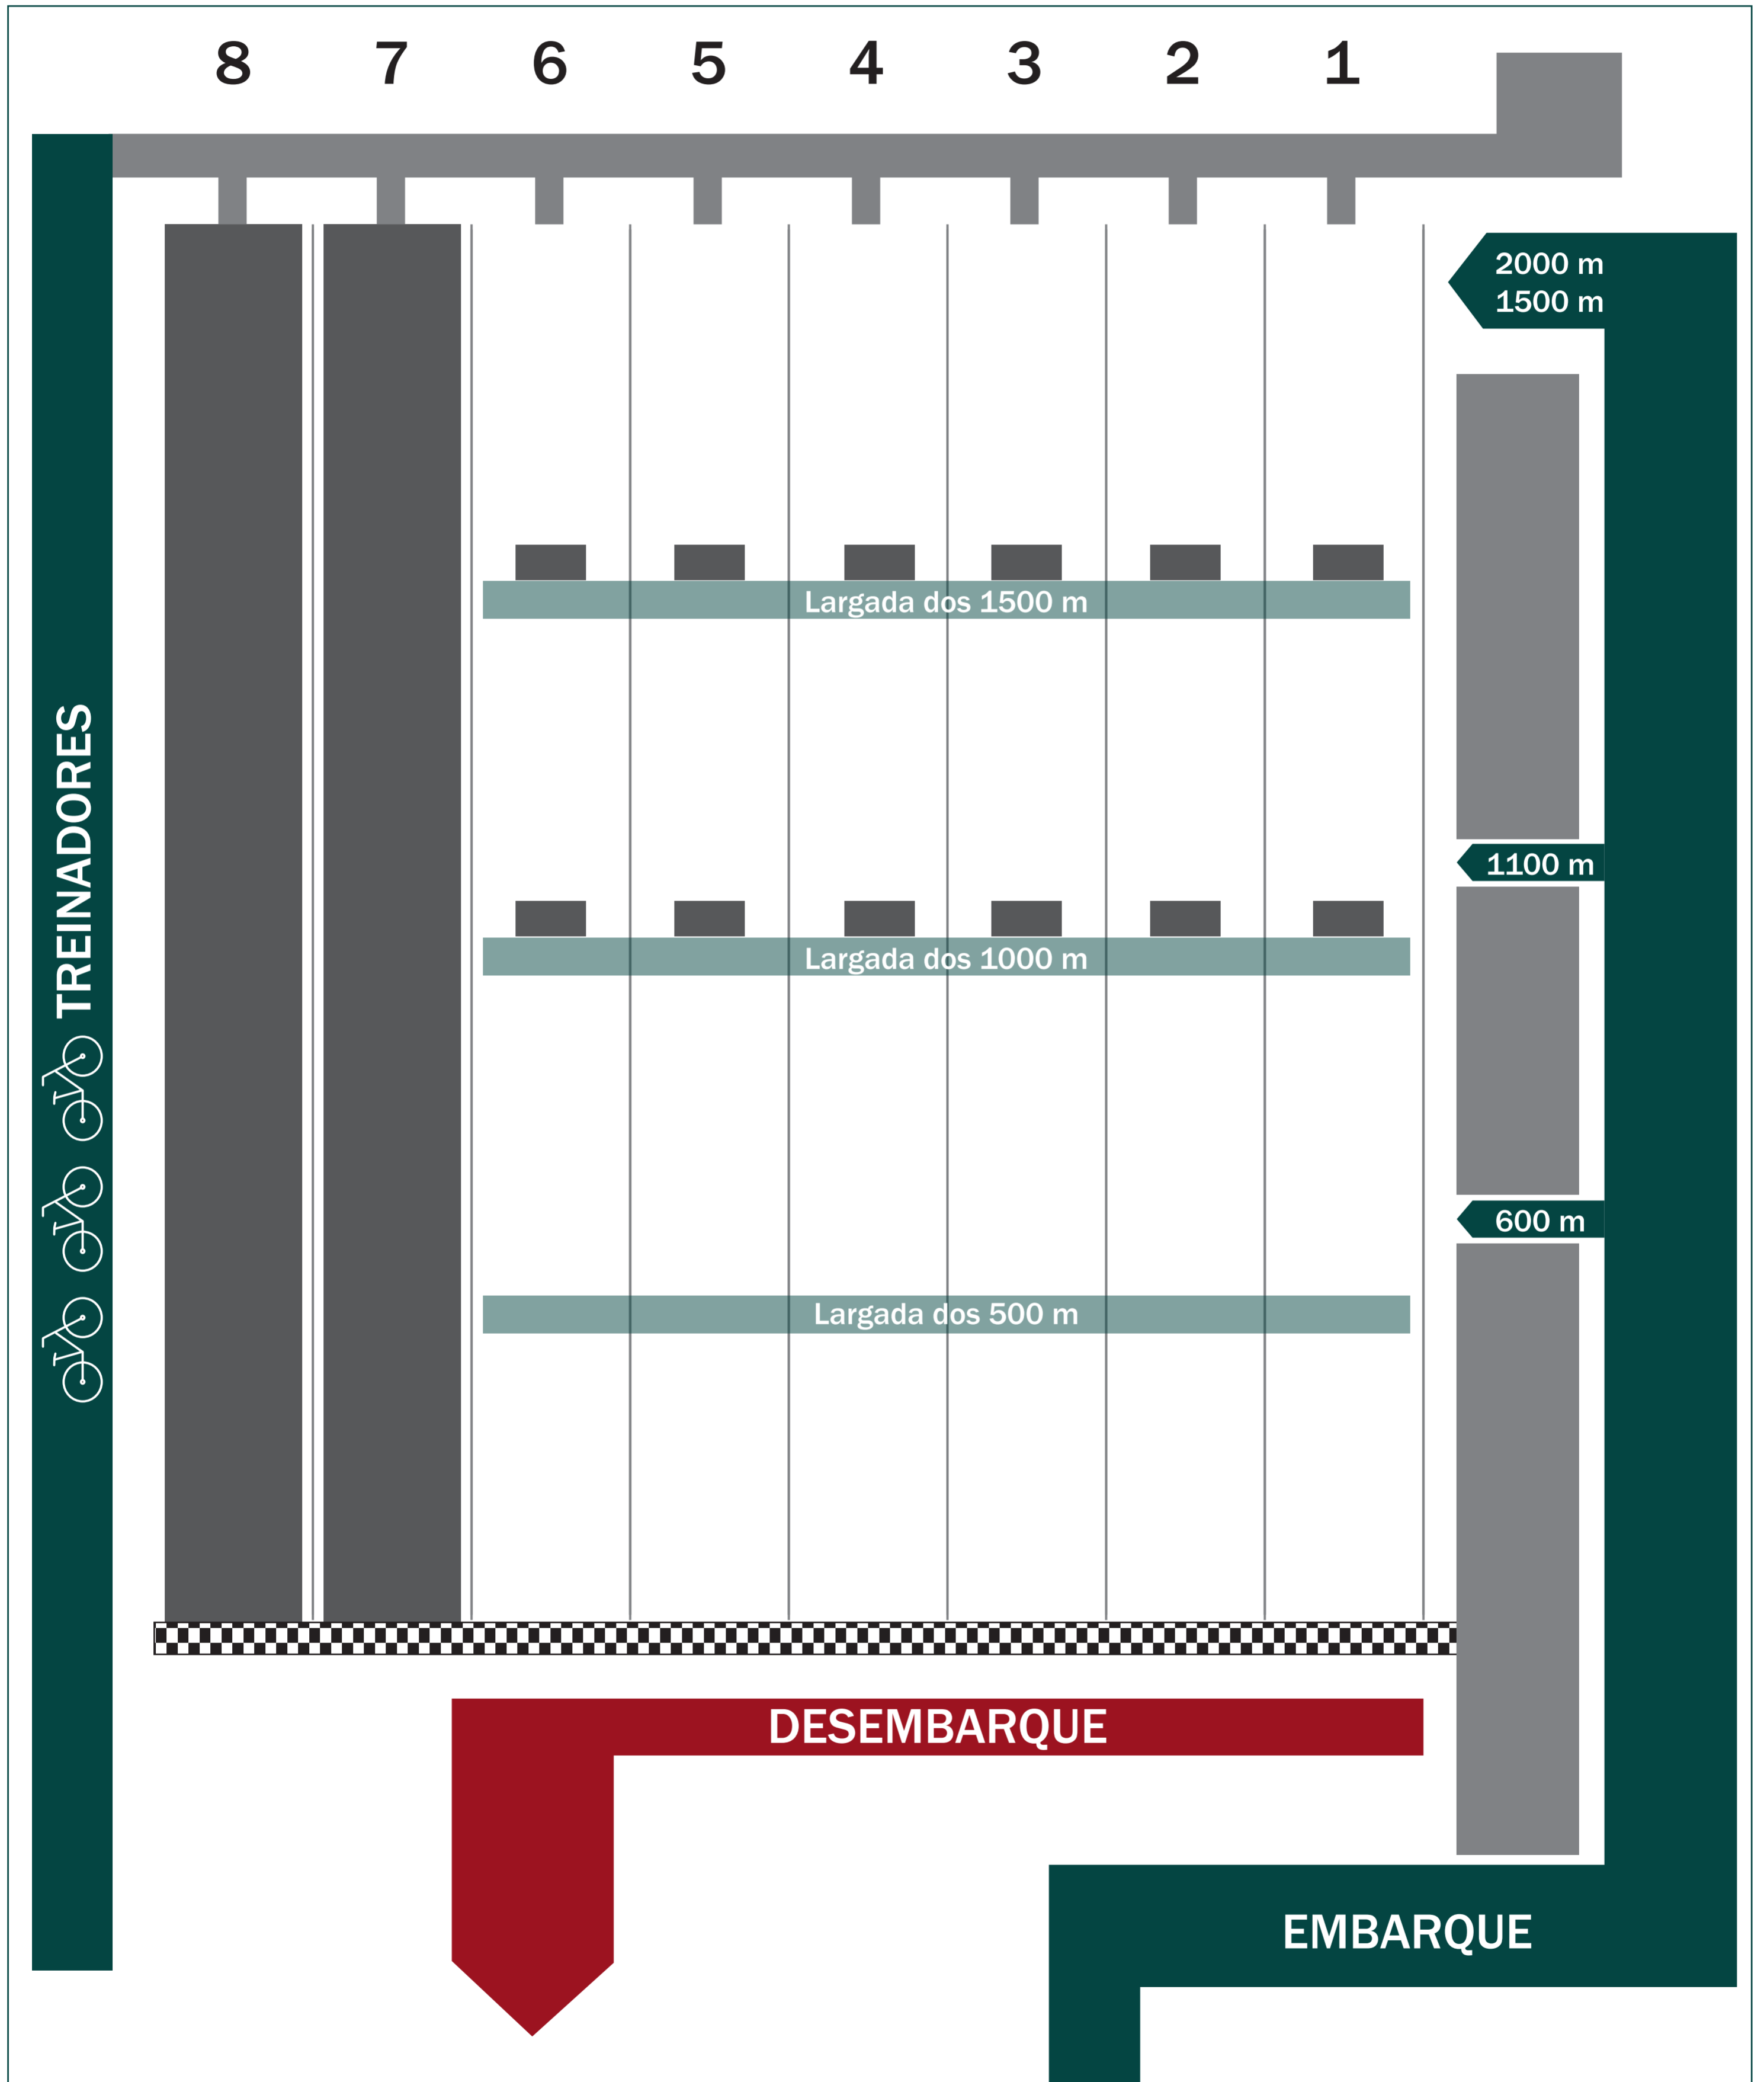 8 7 6 5 4 3 2 1
2000 m
1500 m
Largada dos 1500 m
TREINADORES
1100 m
Largada dos 1000 m
600 m
Largada dos 500 m
DESEMBARQUE
EMBARQUE